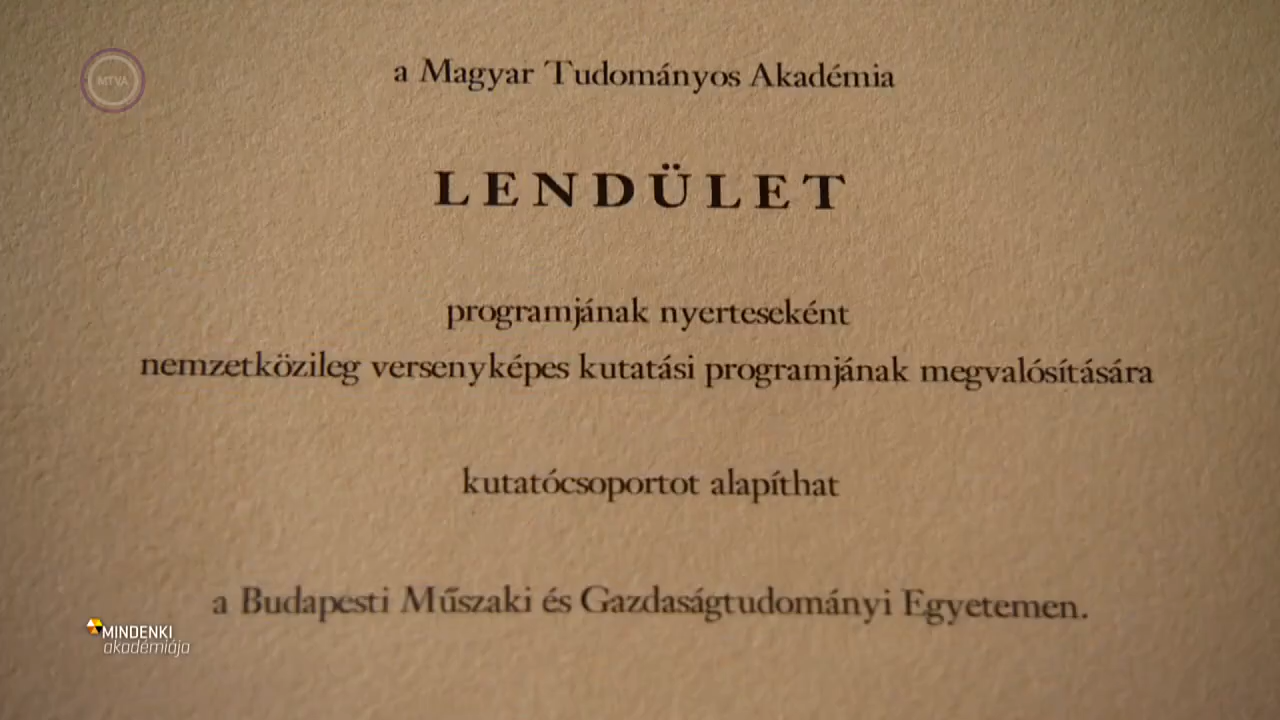 MTVA
a Magyar Tudományos Akadémia
LENDÜLET
programjának nyerteseként
nemzetközileg versenyképes kutatási programjának megvalósítására
kutatócsoportot alapíthat
a Budapesti Műszaki és Gazdaságtudományi Egyetemen.
MINDENKI
akadémiája